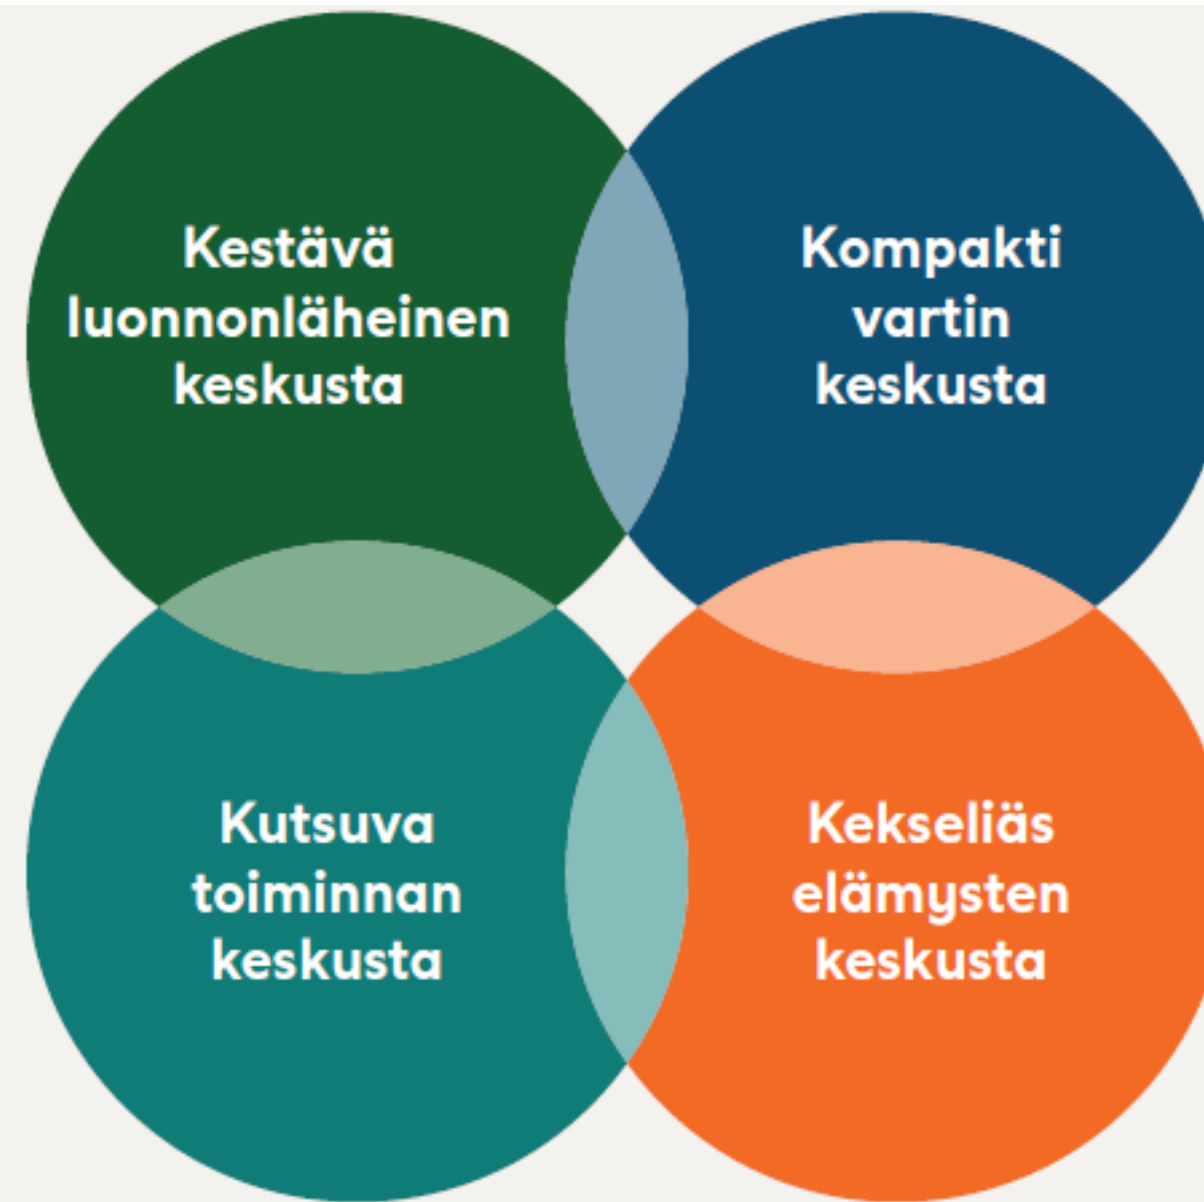 Kestävä
luonnonläheinen
keskusta
Kompakti
vartin
keskusta
Kutsuva
toiminnan
keskusta
Kekseliäs
elämysten
keskusta